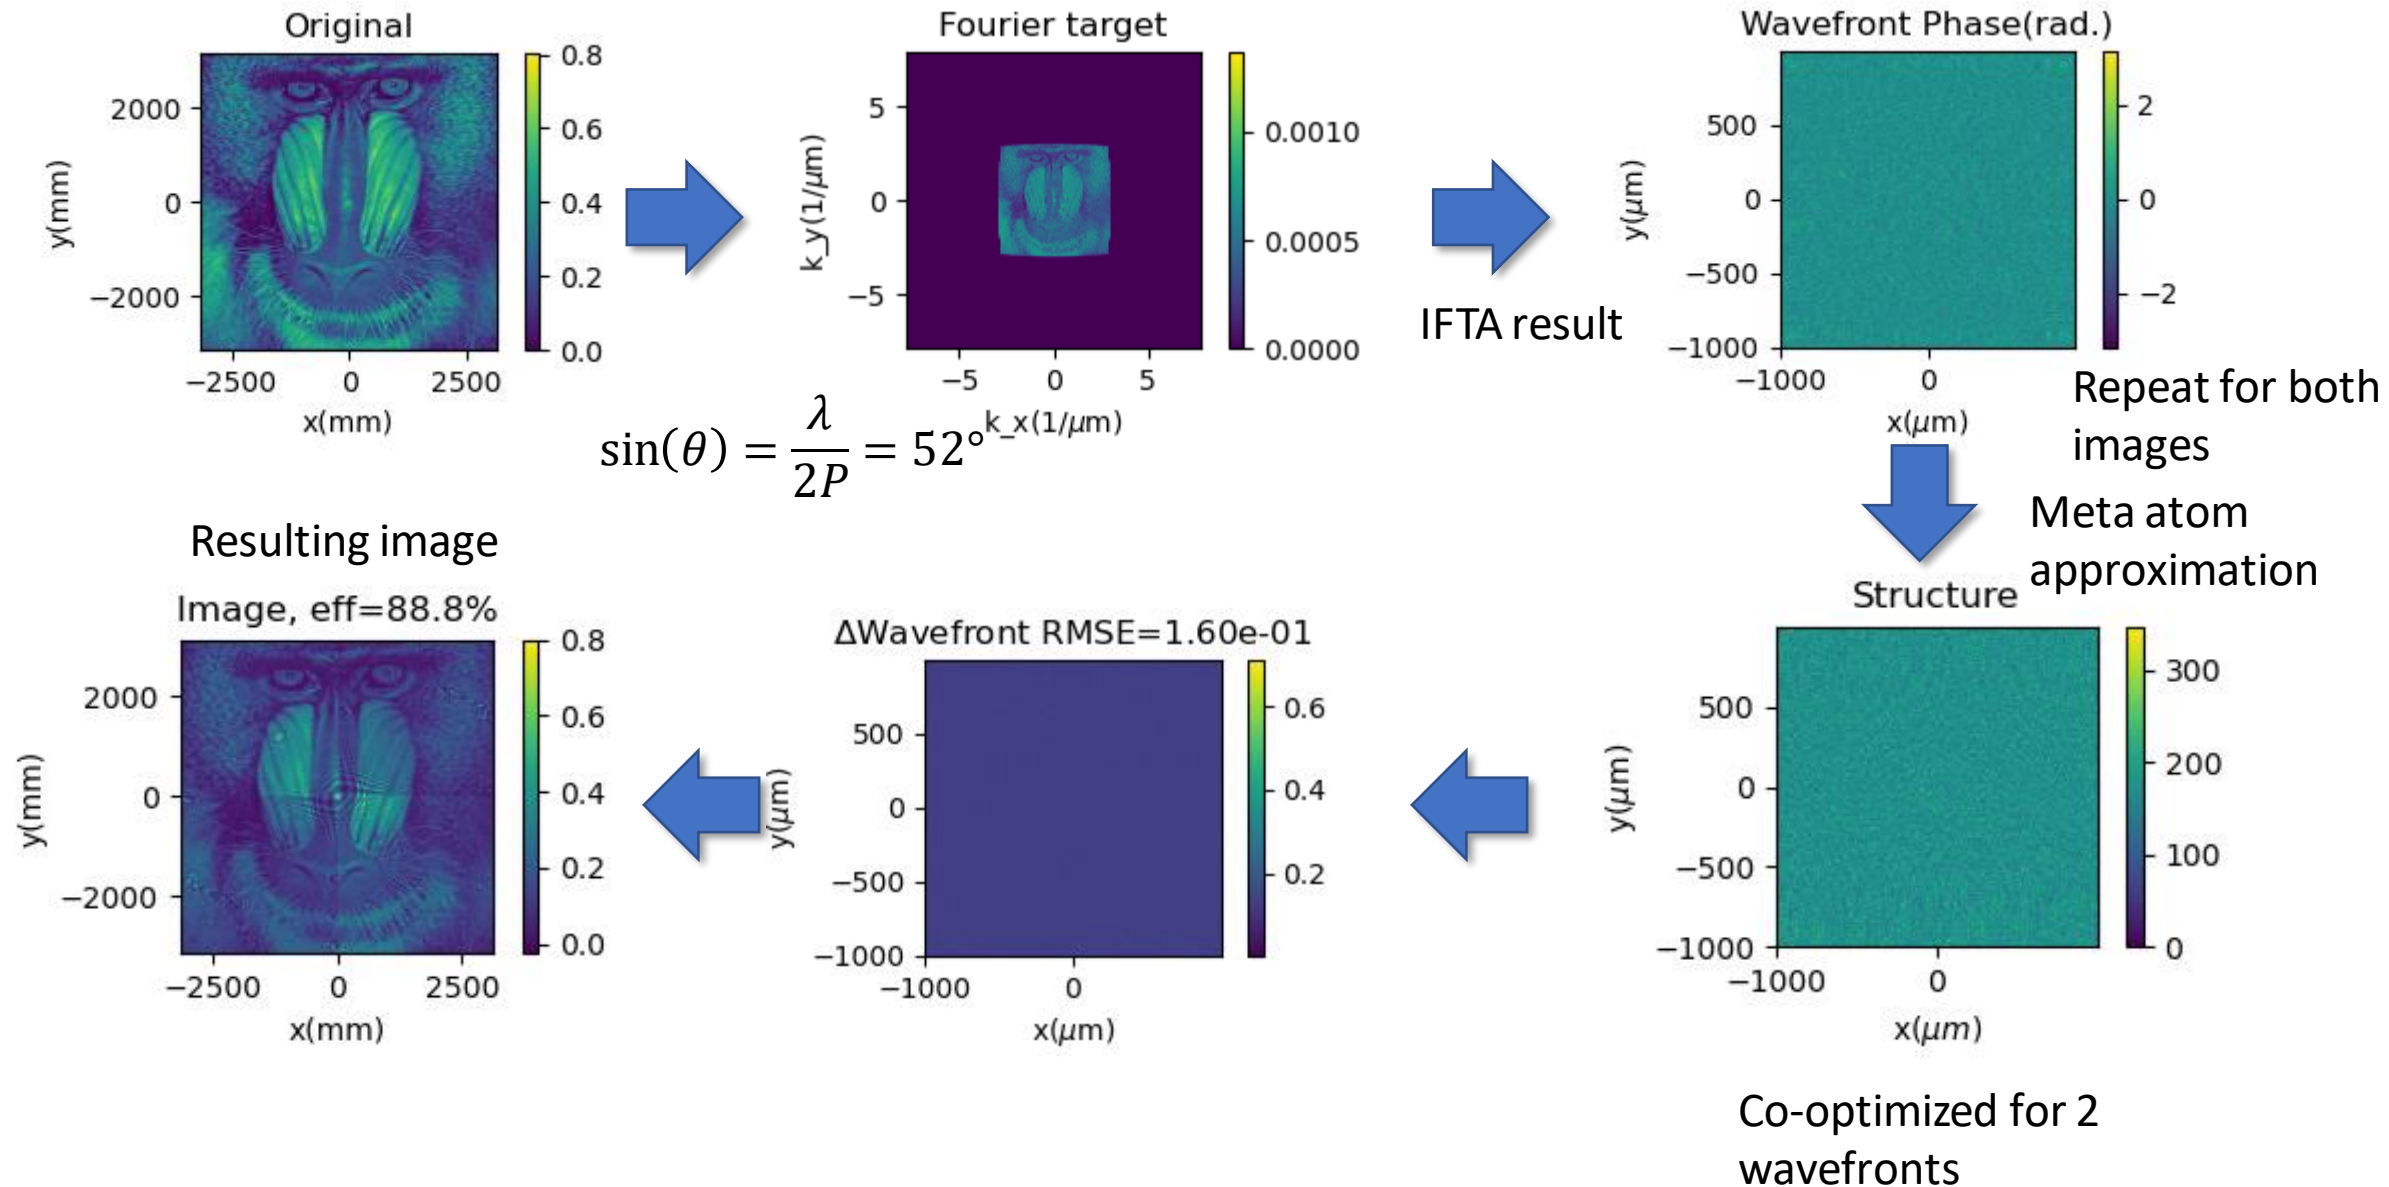 Original
0.8
0.6
0.4
0.2
0.0
2000
0
−2000
y(mm)
−2500 0 2500
x(mm)
Fourier target
5
0
−5
k_y(1/μm)
0.0010
0.0005
0.0000
−5 0 5
k_x(1/μm)
sin(θ) = λ/2P = 52°
IFTA result
Wavefront Phase(rad.)
500
0
−500
−1000
y(μm)
2
0
−2
−1000 0
x(μm)
Repeat for both
images
Meta atom
approximation
Structure
500
0
−500
−1000
y(μm)
300
200
100
0
−1000 0
x(μm)
Co-optimized for 2
wavefronts
ΔWavefront RMSE=1.60e-01
500
0
−500
−1000
y(μm)
0.6
0.4
0.2
−1000 0
x(μm)
Resulting image
Image, eff=88.8%
2000
0
−2000
y(mm)
0.8
0.6
0.4
0.2
0.0
−2500 0 2500
x(mm)